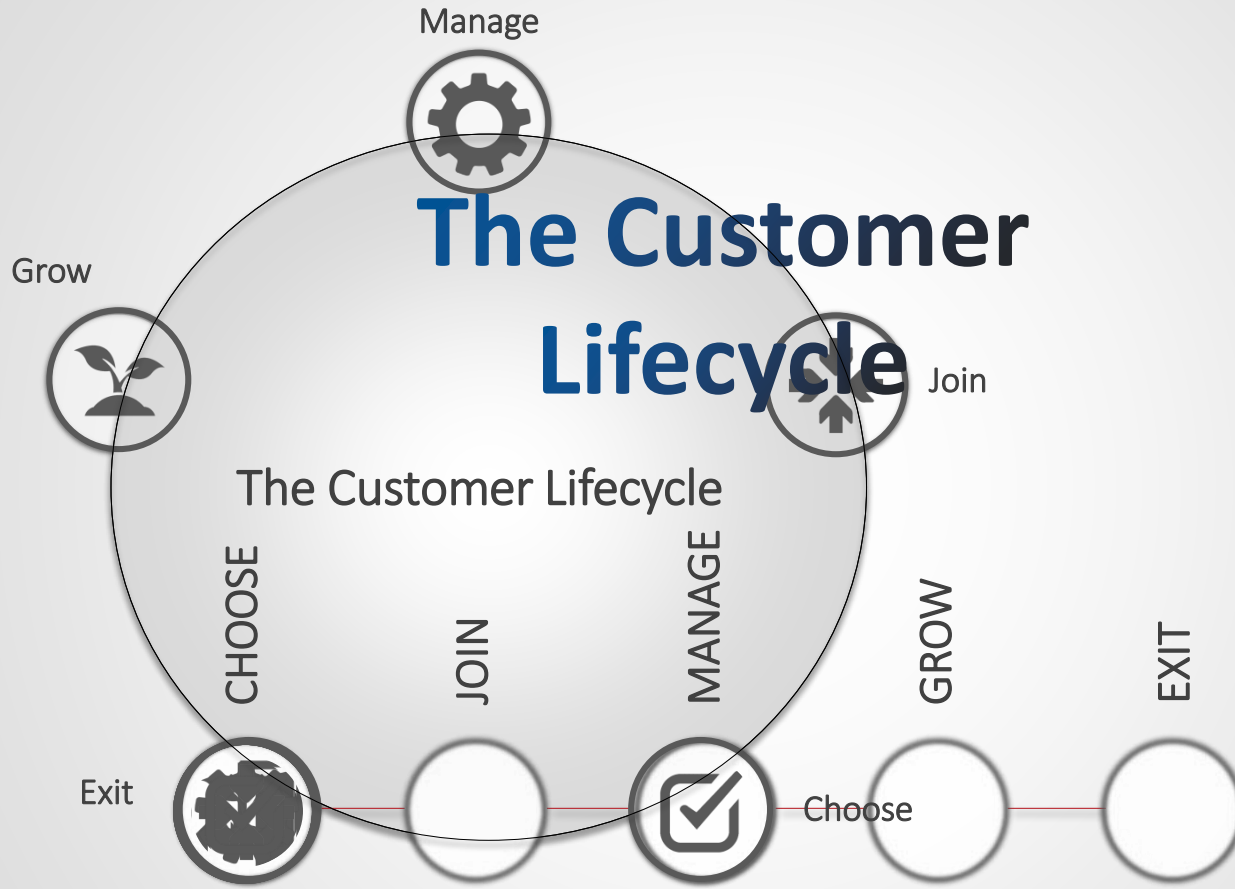 Manage
The Customer
Lifecycle
Grow
Join
The Customer Lifecycle
CHOOSE
JOIN
MANAGE
GROW
EXIT
Exit
Choose